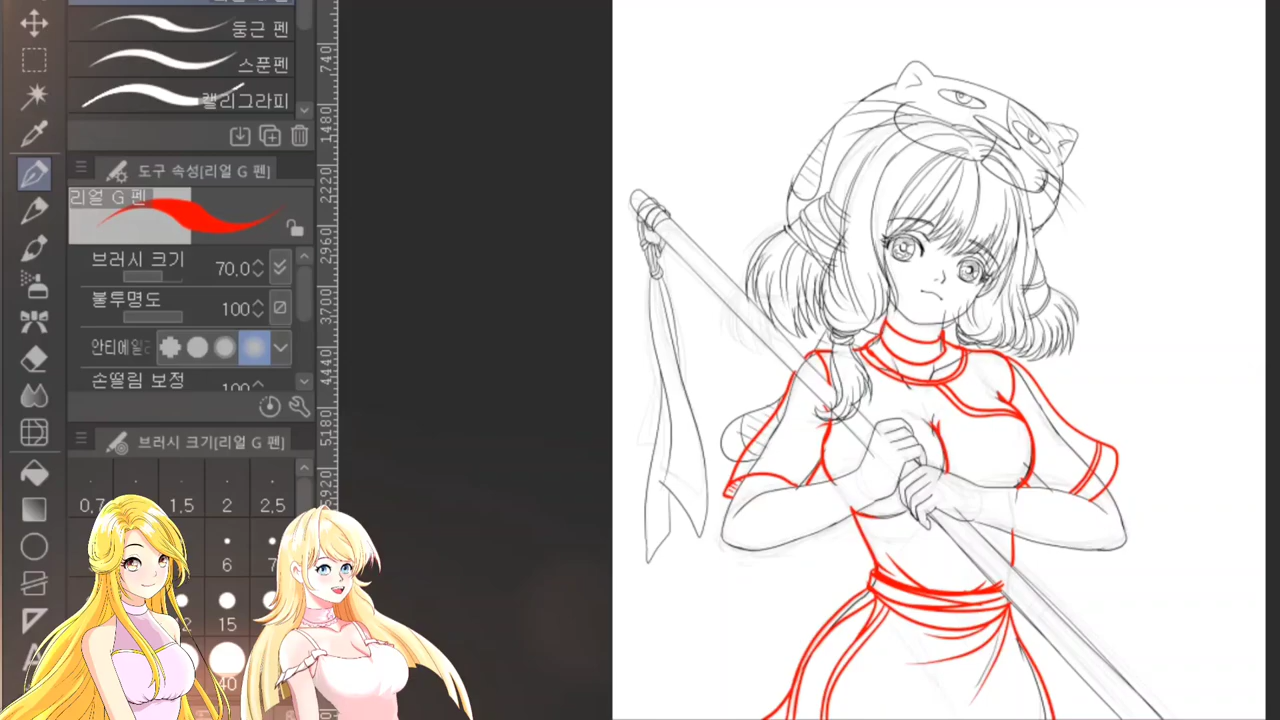 둥근 펜
스푼펜
캘리그라피
도구 속성[리얼 G 펜]
리얼 G 펜
브러시 크기
70.0
불투명도
100
안티에일
손떨림 보정
100
브러시 크기[리얼 G 펜]
0.7
1.5
2
2.5
6
7
12
15
40
740
1480
2220
2960
3700
4440
5180
5920